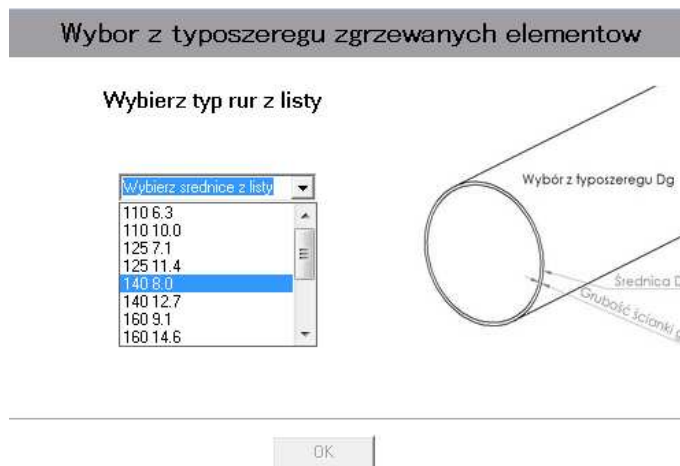 Wybor z typoszeregu zgrzewanych elementow
Wybierz typ rur z listy
Wybierz srednice z listy
110 6.3
110 10.0
125 7.1
125 11.4
140 8.0
140 12.7
160 9.1
160 14.6
Wybór z typoszeregu Dg
Średnica D
Grubość ścianki g
OK